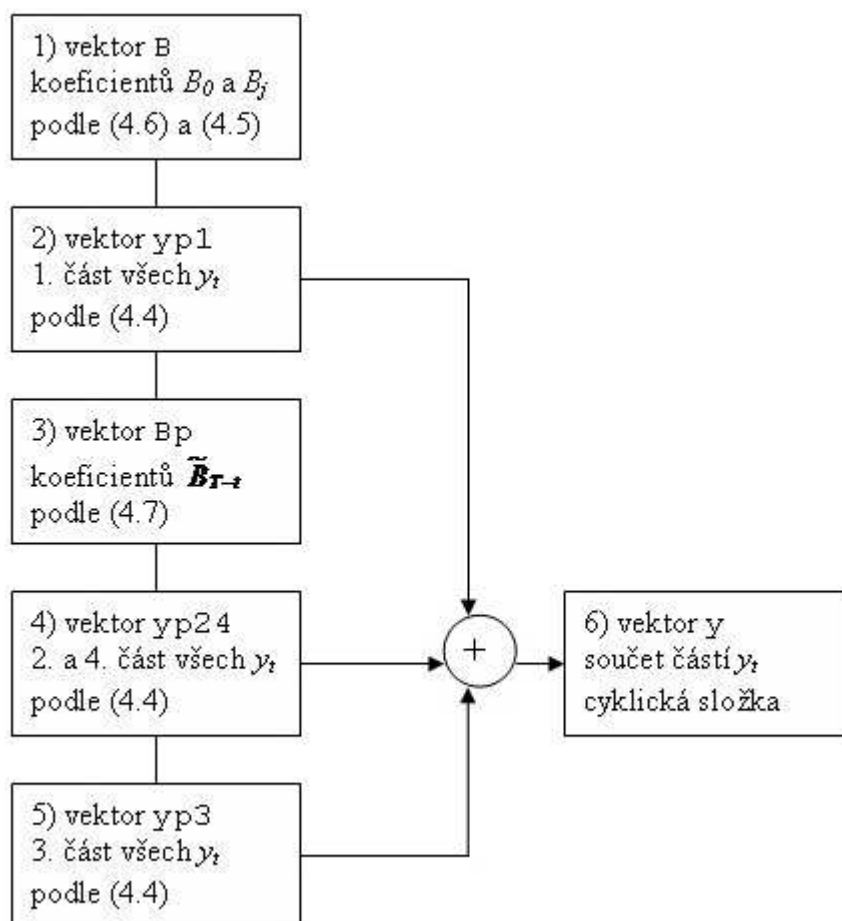 1) vektor B
koeficientů B0 a Bj
podle (4.6) a (4.5)
2) vektor yp1
1. část všech yt
podle (4.4)
3) vektor Bp
koeficientů B̃T−t
podle (4.7)
4) vektor yp24
2. a 4. část všech yt
podle (4.4)
5) vektor yp3
3. část všech yt
podle (4.4)
+
6) vektor y
součet částí yt
cyklická složka